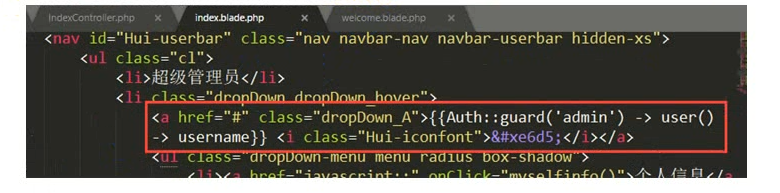 IndexController.php × index.blade.php × welcome.blade.php ×
<nav id="Hui-userbar" class="nav navbar-nav navbar-userbar hidden-xs">
<ul class="cl">
<li>超级管理员</li>
<li class="dropDown dropDown_hover">
<a href="#" class="dropDown_A">{{Auth::guard('admin') -> user()
-> username}} <i class="Hui-iconfont">&#xe6d5;</i></a>
<ul class="dropDown-menu menu radius box-shadow">
<li><a href="javascript:;" onClick="myselfinfo()">个人信息</a